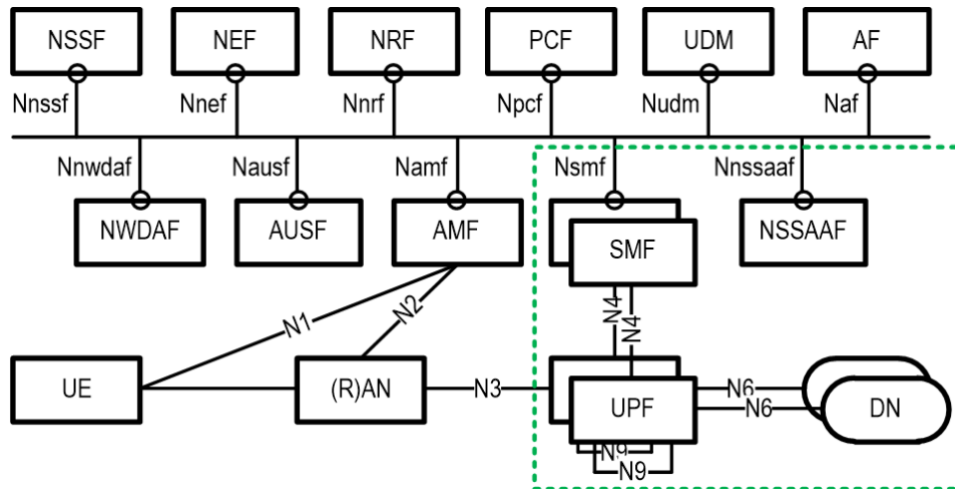 NSSF NEF NRF PCF UDM AF
Nnssf Nnef Nnrf Npcf Nudm Naf
Nnwdaf Nausf Namf Nsmf Nnssaaf
NWDAF AUSF AMF SMF NSSAAF
N1 N2 N4 N4
UE (R)AN N3 UPF N6 N6 DN
N9
N9